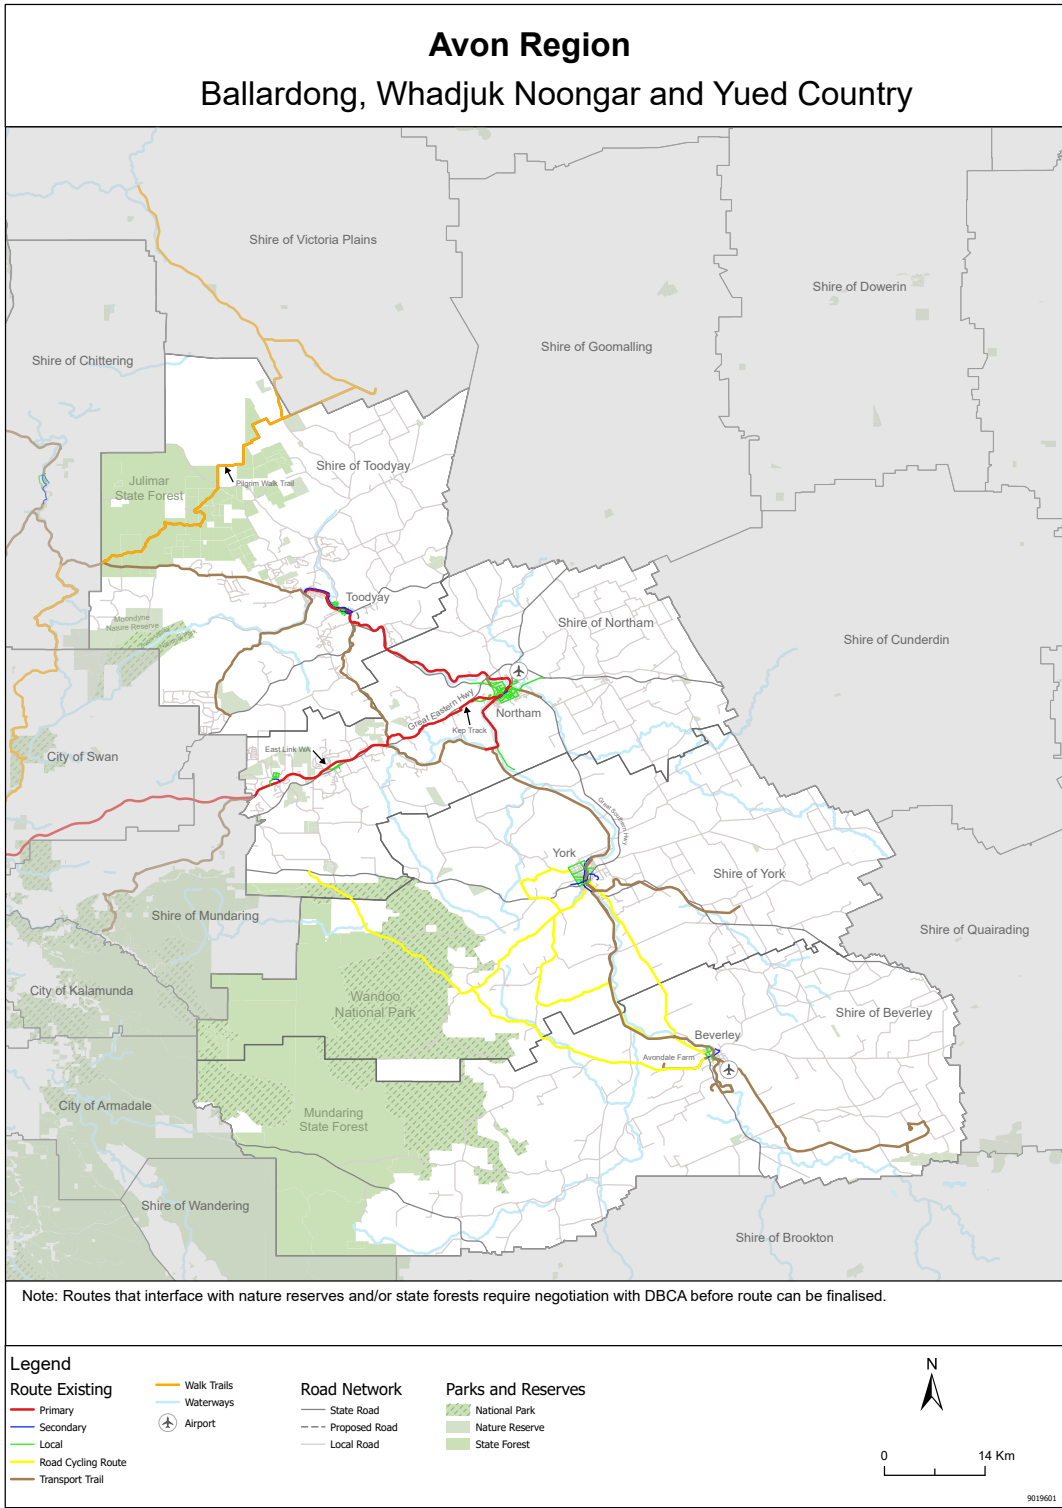 Avon Region
Ballardong, Whadjuk Noongar and Yued Country
Shire of Victoria Plains
Shire of Dowerin
Shire of Goomalling
Shire of Chittering
Shire of Toodyay
Julimar
State Forest
Pilgrim Walk Trail
Toodyay
Moondyne
Nature Reserve
Shire of Northam
Shire of Cunderdin
Great Eastern Hwy
Northam
Kep Track
East Link WA
City of Swan
Great Southern Hwy
York
Shire of York
Shire of Mundaring
Shire of Quairading
City of Kalamunda
Wandoo
National Park
Shire of Beverley
Beverley
Avondale Farm
City of Armadale
Mundaring
State Forest
Shire of Wandering
Shire of Brookton
Note: Routes that interface with nature reserves and/or state forests require negotiation with DBCA before route can be finalised.
Legend
Route Existing
Primary
Secondary
Local
Road Cycling Route
Transport Trail
Walk Trails
Waterways
Airport
Road Network
State Road
Proposed Road
Local Road
Parks and Reserves
National Park
Nature Reserve
State Forest
N
0 14 Km
9019601